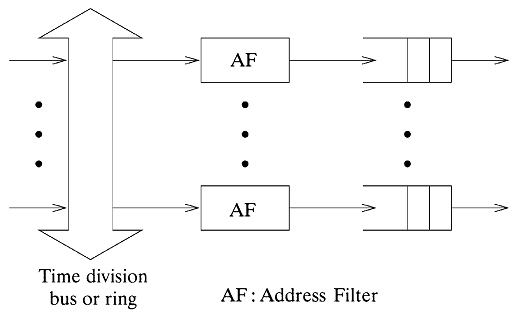 AF
AF
Time division
bus or ring
AF: Address Filter